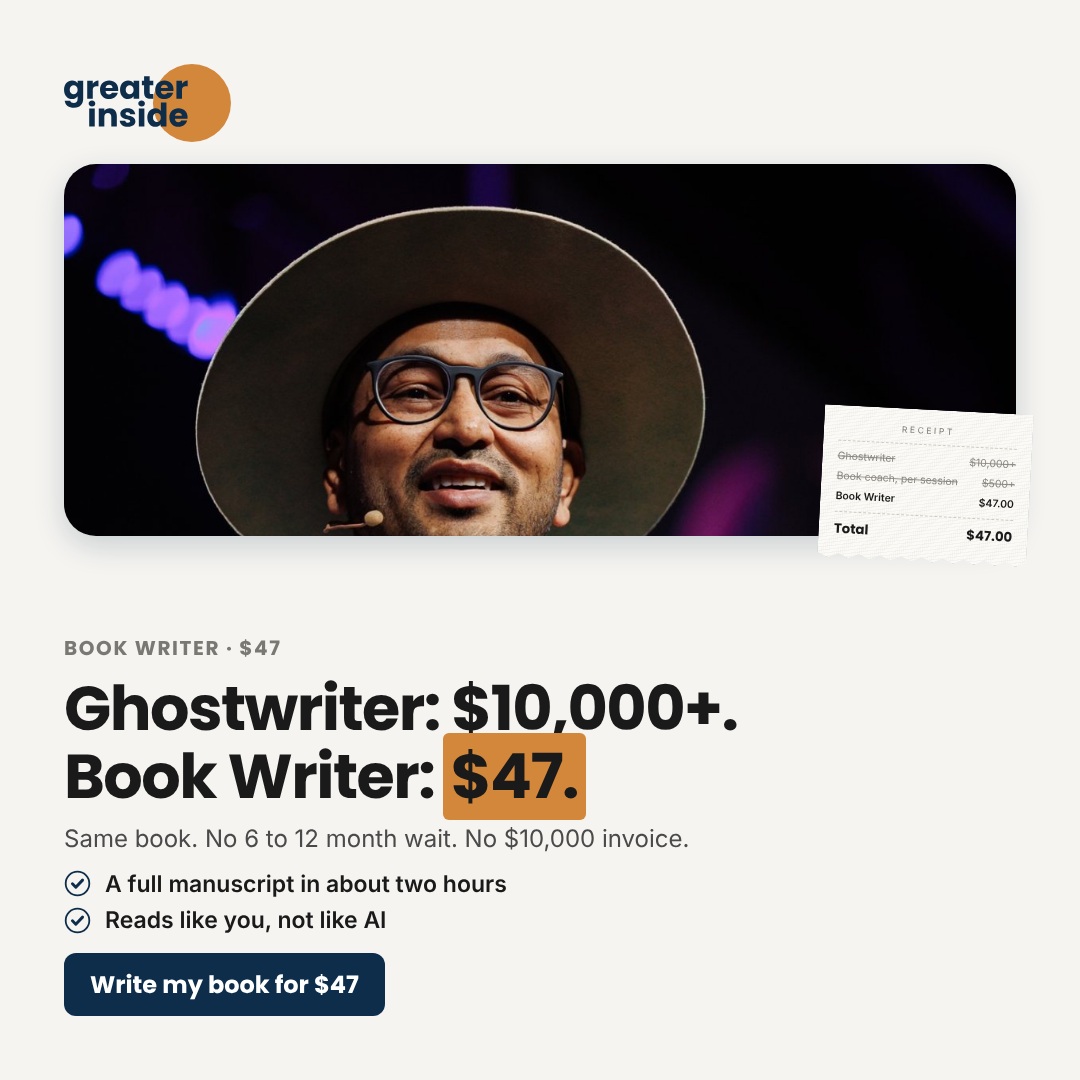 greater
inside
RECEIPT
Ghostwriter $10,000+
Book coach, per session $500+
Book Writer $47.00
Total $47.00
BOOK WRITER · $47
Ghostwriter: $10,000+.
Book Writer: $47.
Same book. No 6 to 12 month wait. No $10,000 invoice.
A full manuscript in about two hours
Reads like you, not like AI
Write my book for $47